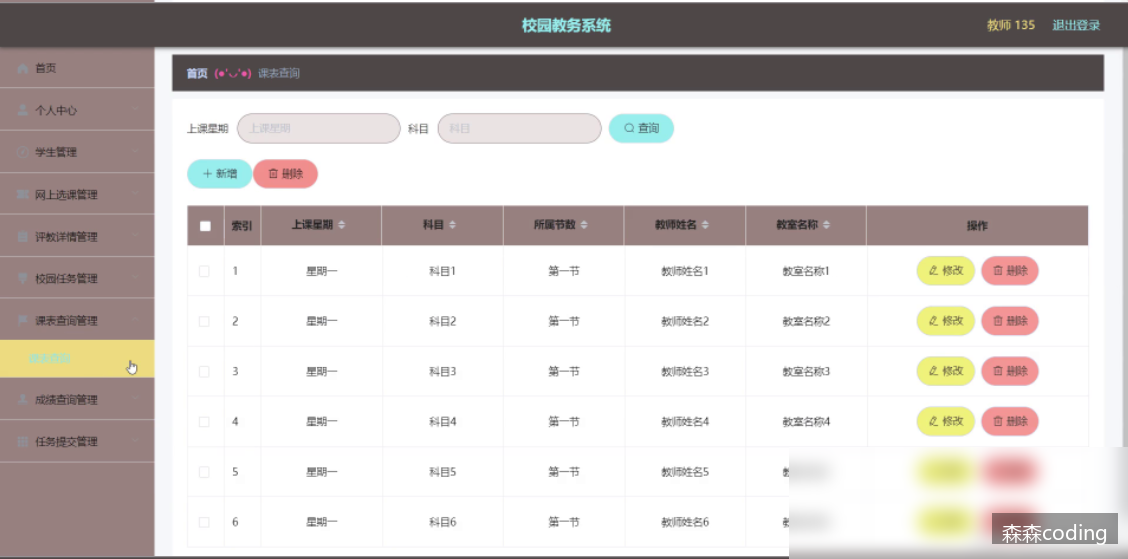 校园教务系统
教师 135 退出登录
首页
个人中心
学生管理
网上选课管理
评教详情管理
校园任务管理
课表查询管理
课表查询
成绩查询管理
任务提交管理
首页 (●'◡'●) 课表查询
上课星期 上课星期 科目 科目 查询
新增 删除
索引 上课星期 科目 所属节数 教师姓名 教室名称 操作
1 星期一 科目1 第一节 教师姓名1 教室名称1 修改 删除
2 星期一 科目2 第一节 教师姓名2 教室名称2 修改 删除
3 星期一 科目3 第一节 教师姓名3 教室名称3 修改 删除
4 星期一 科目4 第一节 教师姓名4 教室名称4 修改 删除
5 星期一 科目5 第一节 教师姓名5
6 星期一 科目6 第一节 教师姓名6
森森coding